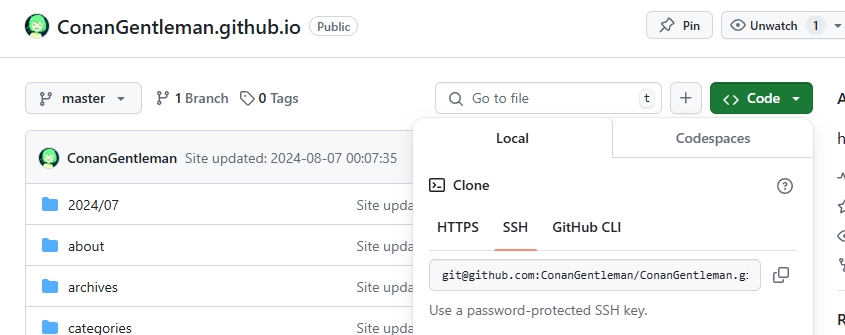 ConanGentleman.github.io Public Pin Unwatch 1
master 1 Branch 0 Tags Go to file t + Code
Local Codespaces
ConanGentleman Site updated: 2024-08-07 00:07:35
Clone
2024/07 Site upda
HTTPS SSH GitHub CLI
about Site upda
git@github.com:ConanGentleman/ConanGentleman.g
archives Site upda
Use a password-protected SSH key.
categories Site upda